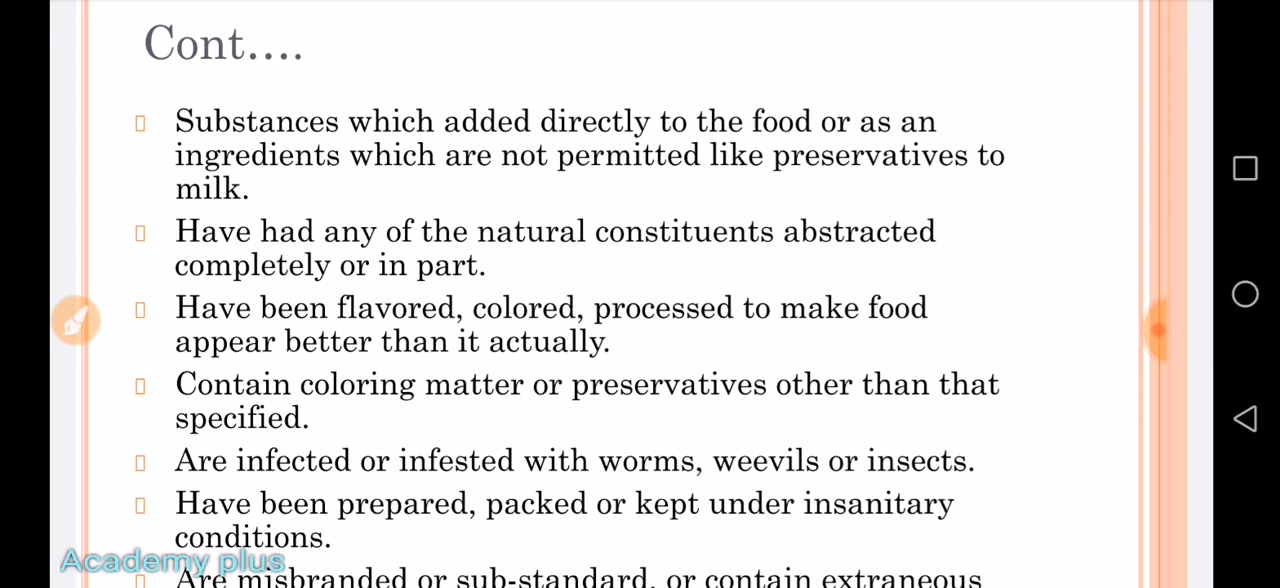 Cont....
Substances which added directly to the food or as an
ingredients which are not permitted like preservatives to
milk.
Have had any of the natural constituents abstracted
completely or in part.
Have been flavored, colored, processed to make food
appear better than it actually.
Contain coloring matter or preservatives other than that
specified.
Are infected or infested with worms, weevils or insects.
Have been prepared, packed or kept under insanitary
conditions.
Academy plus
Are misbranded or sub-standard, or contain extraneous